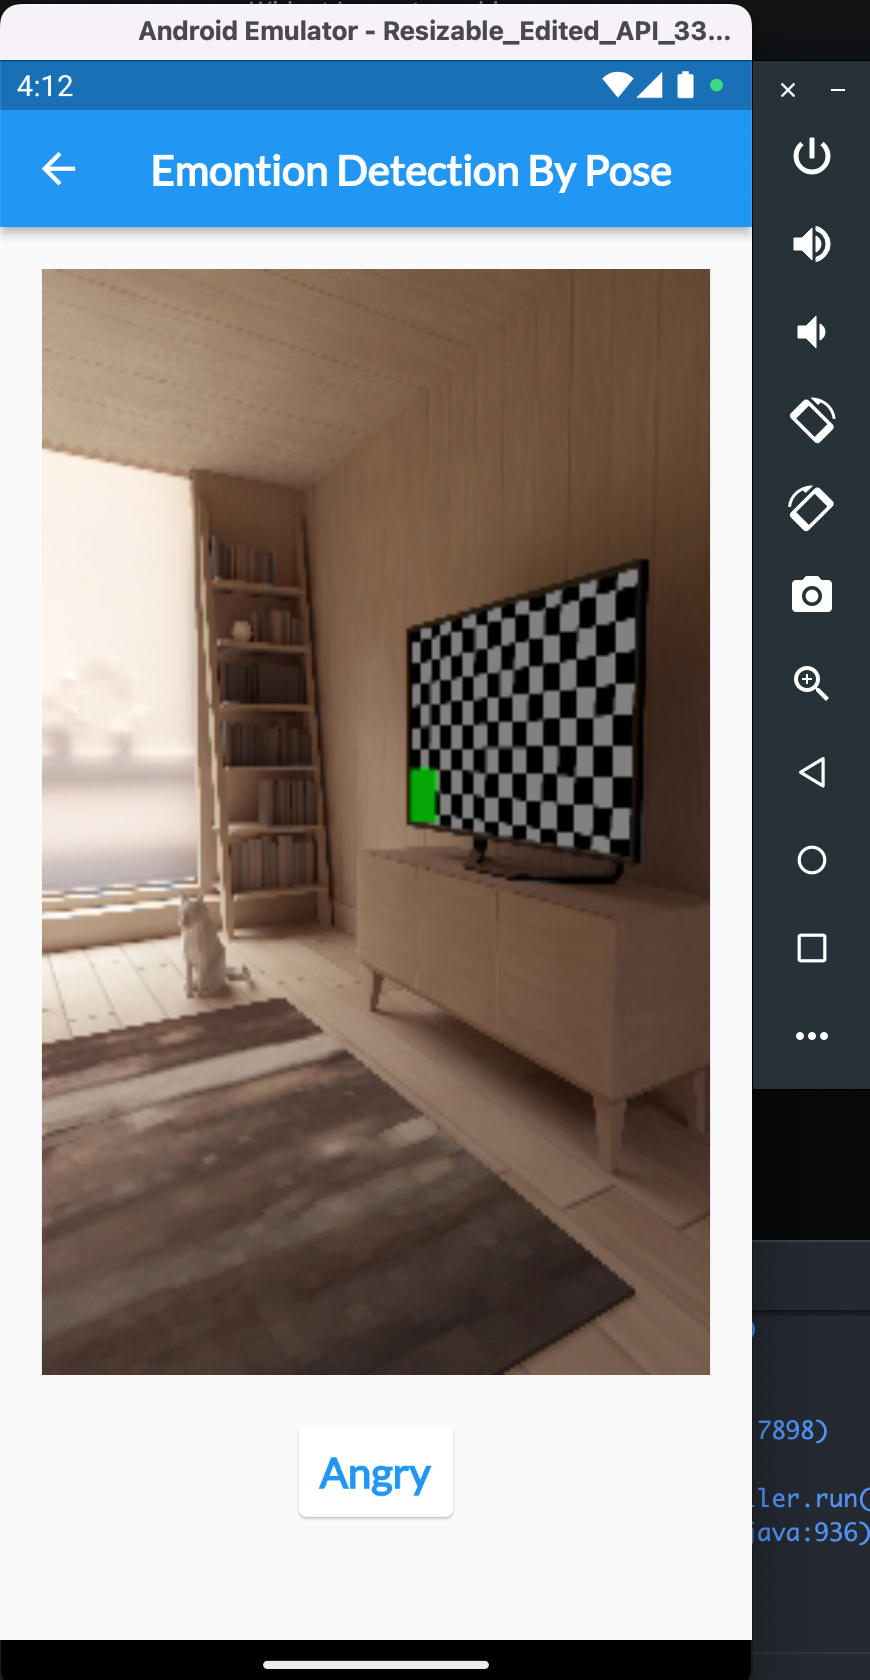 Android Emulator - Resizable_Edited_API_33...
4:12
Emontion Detection By Pose
Angry
7898)
ler.run(
java:936)